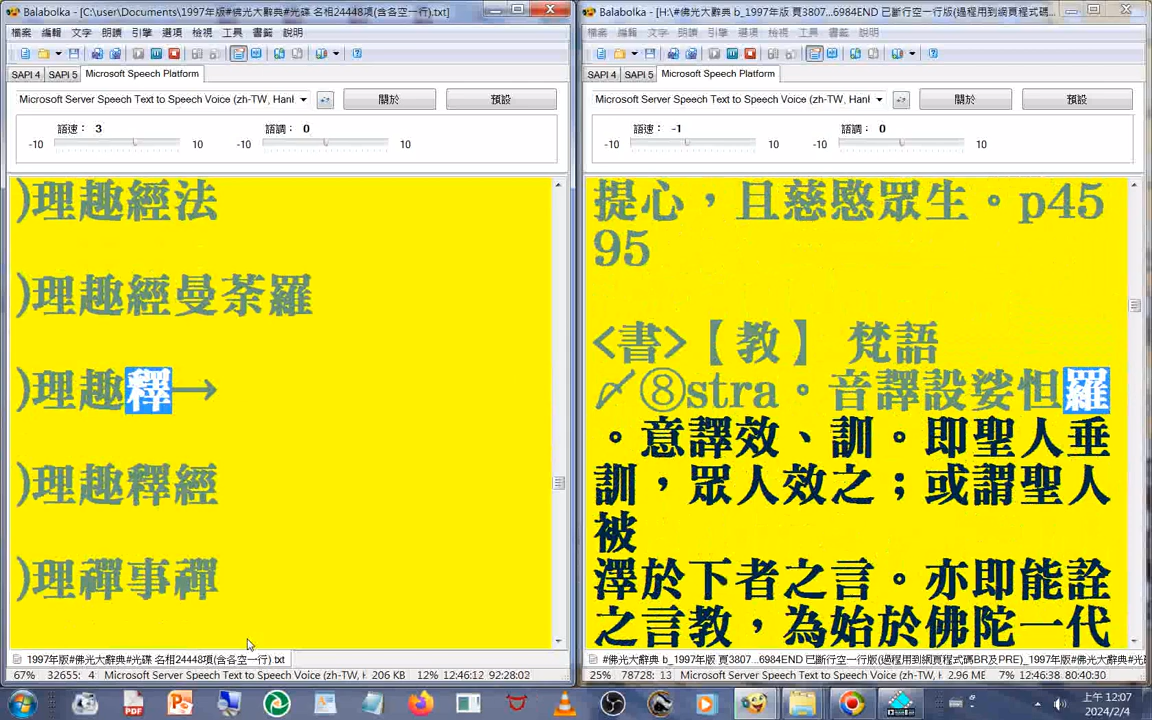 Balabolka - [C:\user\Documents\1997年版#佛光大辭典#光碟 名相24448項(含各空一行).txt]
檔案 編輯 文字 朗讀 引擎 選項 檢視 工具 書籤 說明
SAPI 4 SAPI 5 Microsoft Speech Platform
Microsoft Server Speech Text to Speech Voice (zh-TW, Hanl
關於 預設
語速： 3 語調： 0
-10 10 -10 10
)理趣經法
)理趣經曼荼羅
)理趣釋→
)理趣釋經
)理禪事禪
1997年版#佛光大辭典#光碟 名相24448項(含各空一行).txt
67% 32655: 4 Microsoft Server Speech Text to Speech Voice (zh-TW, H 206 KB 12% 12:46:12 92:28:02
Balabolka - [H:\#佛光大辭典 b_1997年版 頁3807...6984END 已斷行空一行版(過程用到網頁程式碼...
檔案 編輯 文字 朗讀 引擎 選項 檢視 工具 書籤 說明
SAPI 4 SAPI 5 Microsoft Speech Platform
Microsoft Server Speech Text to Speech Voice (zh-TW, Hanl
關於 預設
語速： -1 語調： 0
-10 10 -10 10
提心，且慈愍眾生。p45
95
<書>【教】 梵語
〆⑧stra。音譯設娑怛羅
。意譯效、訓。即聖人垂
訓，眾人效之；或謂聖人
被
澤於下者之言。亦即能詮
之言教，為始於佛陀一代
#佛光大辭典 b_1997年版 頁3807...6984END 已斷行空一行版(過程用到網頁程式碼BR及PRE)_1997年版#佛光
25% 78728: 13 Microsoft Server Speech Text to Speech Voice (zh-TW, H 2.96 ME 7% 12:46:38 80:40:30
上午 12:07
2024/2/4